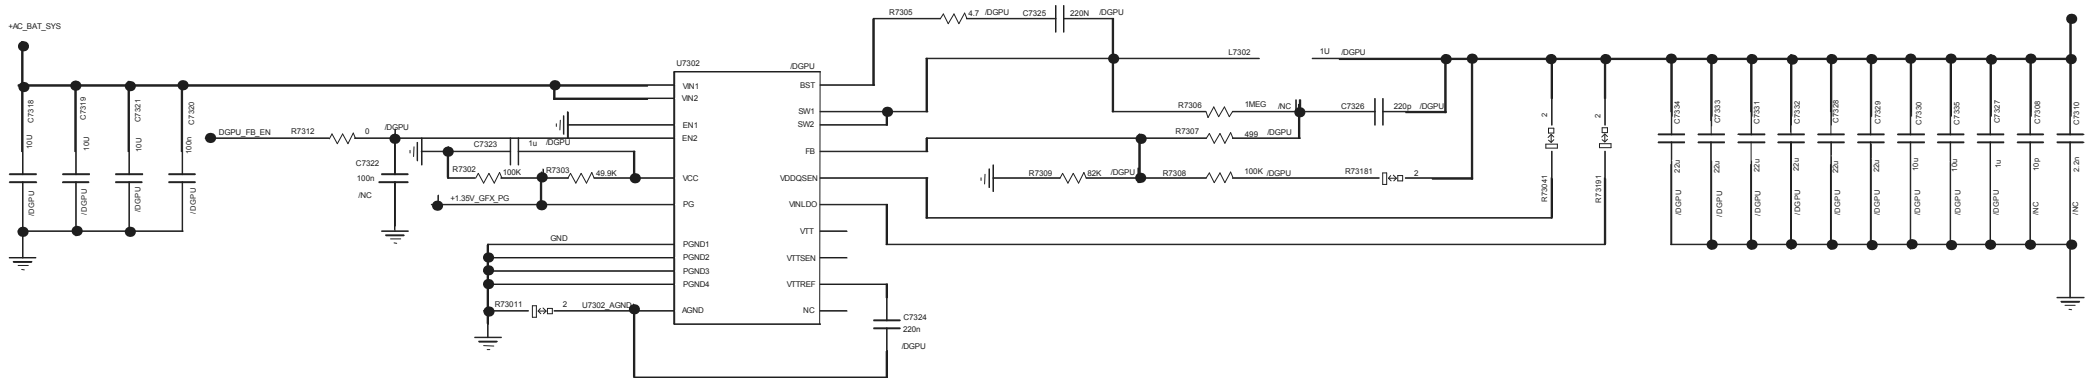 +AC_BAT_SYS
C7318
10U
/DGPU
C7319
10U
/DGPU
C7321
10U
/DGPU
C7320
100n
/DGPU
DGPU_FB_EN
R7312
0
/DGPU
C7322
100n
/NC
C7323
1u
/DGPU
R7302
100K
R7303
49.9K
+1.35V_GFX_PG
GND
R73011
2
U7302_AGND
U7302
/DGPU
VIN1
VIN2
EN1
EN2
VCC
PG
PGND1
PGND2
PGND3
PGND4
AGND
BST
SW1
SW2
FB
VDDQSEN
VINLDO
VTT
VTTSEN
VTTREF
NC
C7324
220n
/DGPU
R7305
4.7
/DGPU
C7325
220N
/DGPU
L7302
1U
/DGPU
R7306
1MEG
/NC
C7326
220p
/DGPU
R7307
499
/DGPU
R7309
82K
/DGPU
R7308
100K
/DGPU
R73181
2
2
R73041
2
R73191
C7334
22u
/DGPU
C7333
22u
/DGPU
C7331
22u
/DGPU
C7332
22u
/DGPU
C7328
22u
/DGPU
C7329
22u
/DGPU
C7330
10u
/DGPU
C7335
10u
/DGPU
C7327
1u
/DGPU
C7308
10p
/NC
C7310
2.2n
/NC